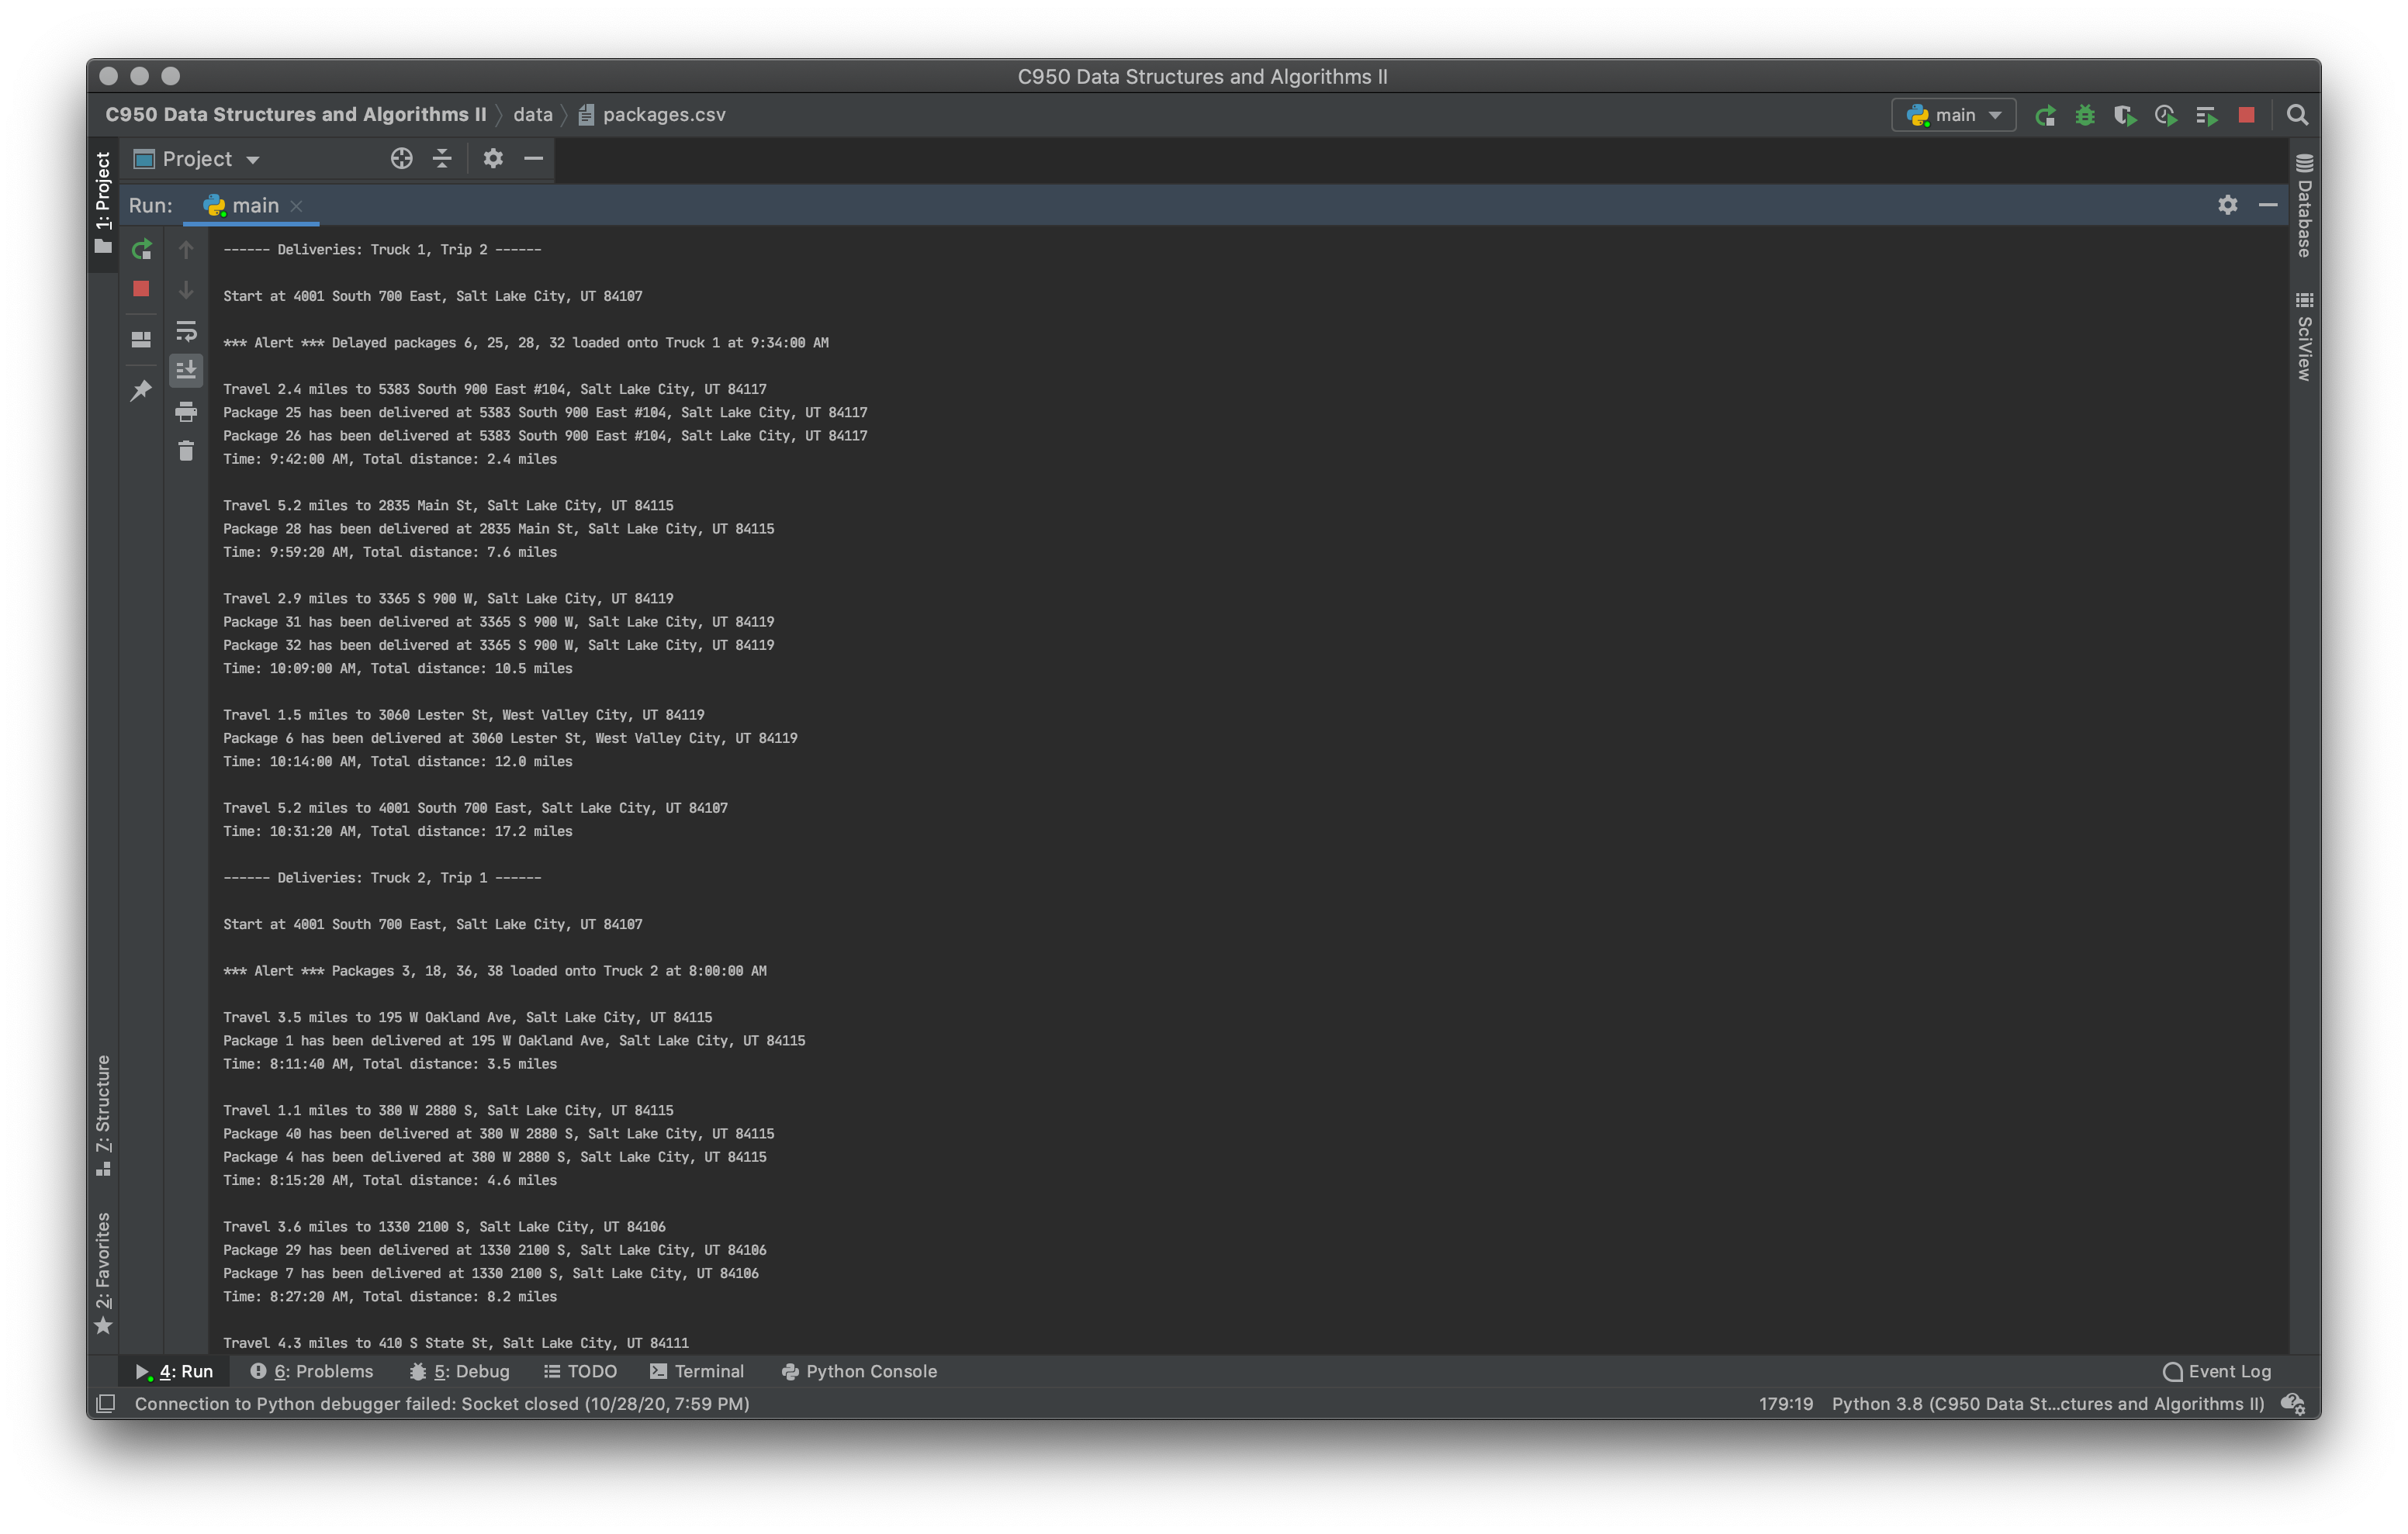 C950 Data Structures and Algorithms II
C950 Data Structures and Algorithms II data packages.csv main
1: Project
Project
Run: main
Database
SciView
------ Deliveries: Truck 1, Trip 2 ------
Start at 4001 South 700 East, Salt Lake City, UT 84107
*** Alert *** Delayed packages 6, 25, 28, 32 loaded onto Truck 1 at 9:34:00 AM
Travel 2.4 miles to 5383 South 900 East #104, Salt Lake City, UT 84117
Package 25 has been delivered at 5383 South 900 East #104, Salt Lake City, UT 84117
Package 26 has been delivered at 5383 South 900 East #104, Salt Lake City, UT 84117
Time: 9:42:00 AM, Total distance: 2.4 miles
Travel 5.2 miles to 2835 Main St, Salt Lake City, UT 84115
Package 28 has been delivered at 2835 Main St, Salt Lake City, UT 84115
Time: 9:59:20 AM, Total distance: 7.6 miles
Travel 2.9 miles to 3365 S 900 W, Salt Lake City, UT 84119
Package 31 has been delivered at 3365 S 900 W, Salt Lake City, UT 84119
Package 32 has been delivered at 3365 S 900 W, Salt Lake City, UT 84119
Time: 10:09:00 AM, Total distance: 10.5 miles
Travel 1.5 miles to 3060 Lester St, West Valley City, UT 84119
Package 6 has been delivered at 3060 Lester St, West Valley City, UT 84119
Time: 10:14:00 AM, Total distance: 12.0 miles
Travel 5.2 miles to 4001 South 700 East, Salt Lake City, UT 84107
Time: 10:31:20 AM, Total distance: 17.2 miles
------ Deliveries: Truck 2, Trip 1 ------
Start at 4001 South 700 East, Salt Lake City, UT 84107
*** Alert *** Packages 3, 18, 36, 38 loaded onto Truck 2 at 8:00:00 AM
Travel 3.5 miles to 195 W Oakland Ave, Salt Lake City, UT 84115
Package 1 has been delivered at 195 W Oakland Ave, Salt Lake City, UT 84115
Time: 8:11:40 AM, Total distance: 3.5 miles
Travel 1.1 miles to 380 W 2880 S, Salt Lake City, UT 84115
Package 40 has been delivered at 380 W 2880 S, Salt Lake City, UT 84115
Package 4 has been delivered at 380 W 2880 S, Salt Lake City, UT 84115
Time: 8:15:20 AM, Total distance: 4.6 miles
Travel 3.6 miles to 1330 2100 S, Salt Lake City, UT 84106
Package 29 has been delivered at 1330 2100 S, Salt Lake City, UT 84106
Package 7 has been delivered at 1330 2100 S, Salt Lake City, UT 84106
Time: 8:27:20 AM, Total distance: 8.2 miles
Travel 4.3 miles to 410 S State St, Salt Lake City, UT 84111
7: Structure
2: Favorites
4: Run 6: Problems 5: Debug TODO Terminal Python Console Event Log
Connection to Python debugger failed: Socket closed (10/28/20, 7:59 PM) 179:19 Python 3.8 (C950 Data St...ctures and Algorithms II)